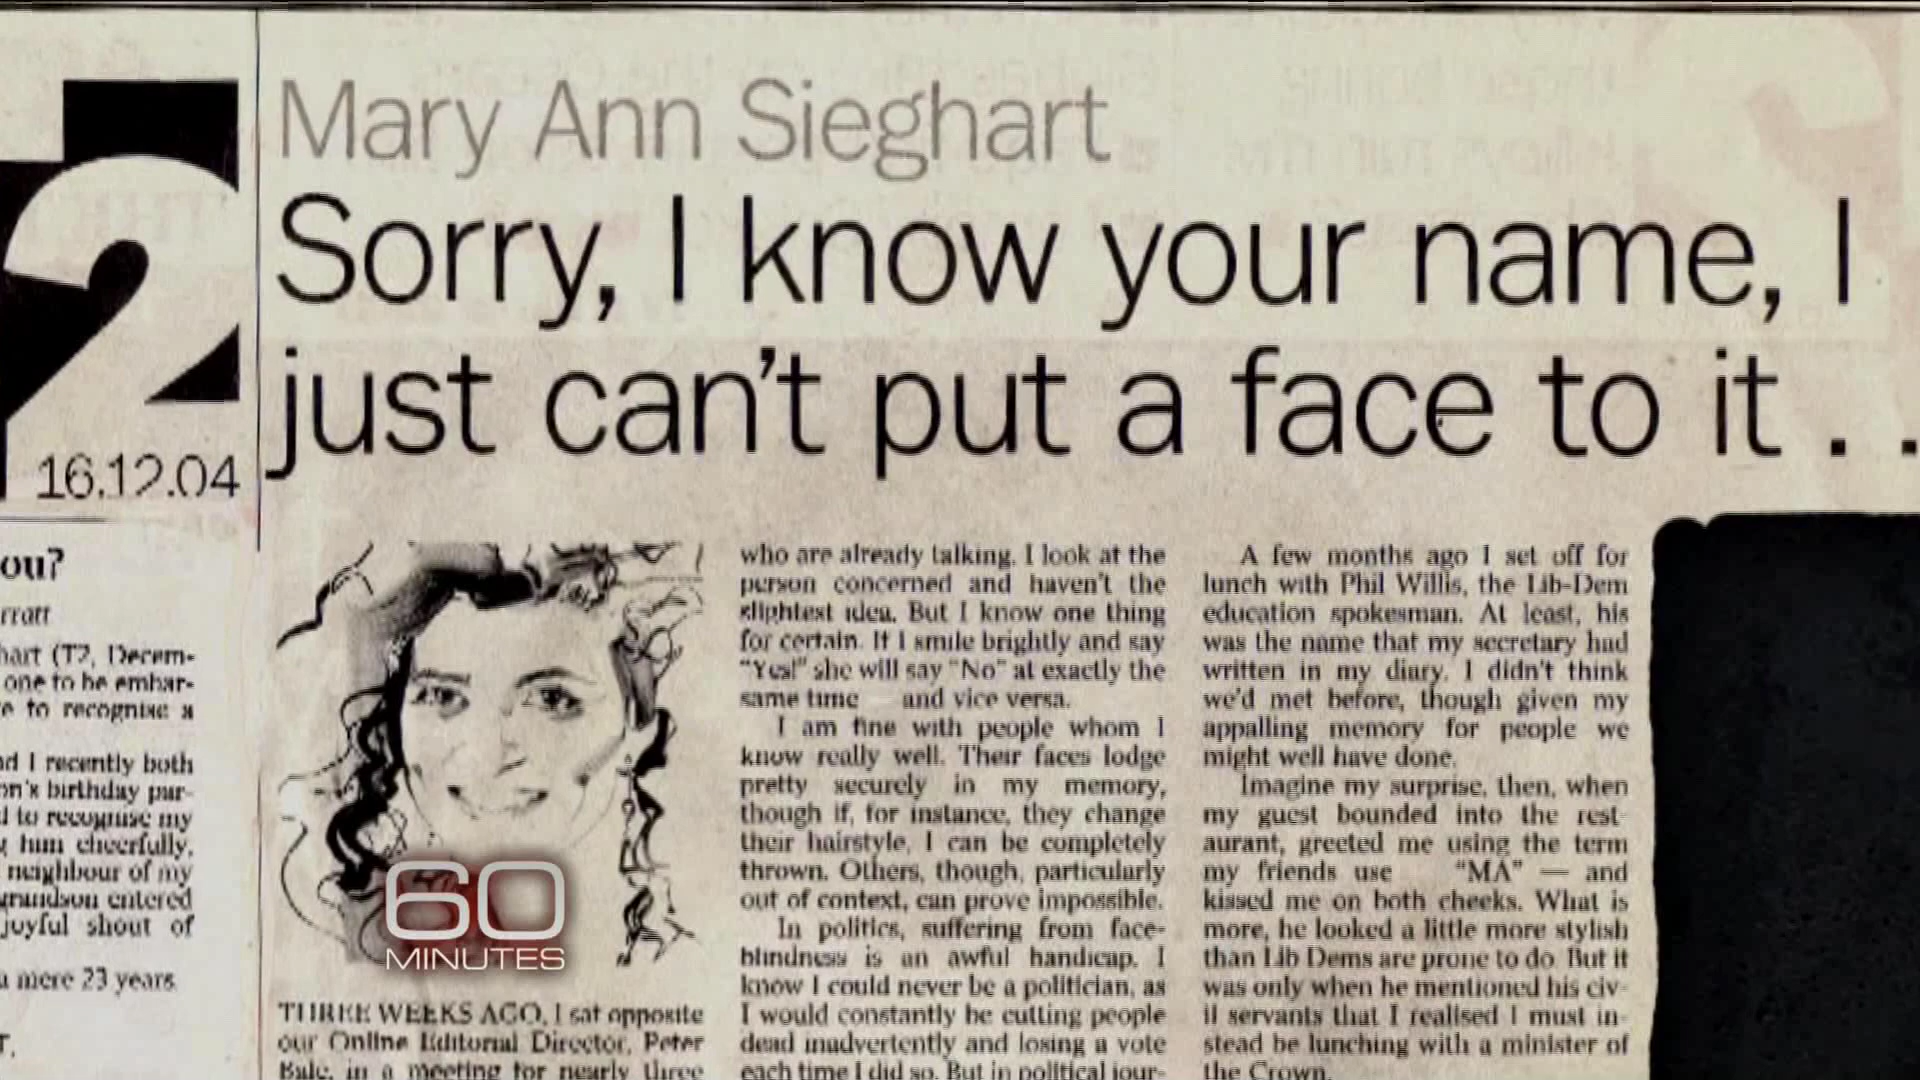 Mary Ann Sieghart
Sorry, I know your name, I
just can't put a face to it . .
2
16.12.04
ou?
rratt
hart (T2, Decem-
one to be embar-
e to recognise a
nd I recently both
on's birthday par-
d to recognise my
g him cheerfully,
neighbour of my
grandson entered
joyful shout of
a mere 23 years
T,
60
MINUTES
THREE WEEKS AGO, I sat opposite
our Online Editorial Director, Peter
Bale, in a meeting for nearly three
who are already talking. I look at the
person concerned and haven't the
slightest idea. But I know one thing
for certain. If I smile brightly and say
“Yes!” she will say “No” at exactly the
same time and vice versa.
I am fine with people whom I
know really well. Their faces lodge
pretty securely in my memory,
though if, for instance, they change
their hairstyle, I can be completely
thrown. Others, though, particularly
out of context, can prove impossible.
In politics, suffering from face-
blindness is an awful handicap. I
know I could never be a politician, as
I would constantly be cutting people
dead inadvertently and losing a vote
each time I did so. But in political jour-
A few months ago I set off for
lunch with Phil Willis, the Lib-Dem
education spokesman. At least, his
was the name that my secretary had
written in my diary. I didn't think
we'd met before, though given my
appalling memory for people we
might well have done.
Imagine my surprise, then, when
my guest bounded into the rest-
aurant, greeted me using the term
my friends use “MA” — and
kissed me on both cheeks. What is
more, he looked a little more stylish
than Lib Dems are prone to do. But it
was only when he mentioned his civ-
il servants that I realised I must in-
stead be lunching with a minister of
the Crown.